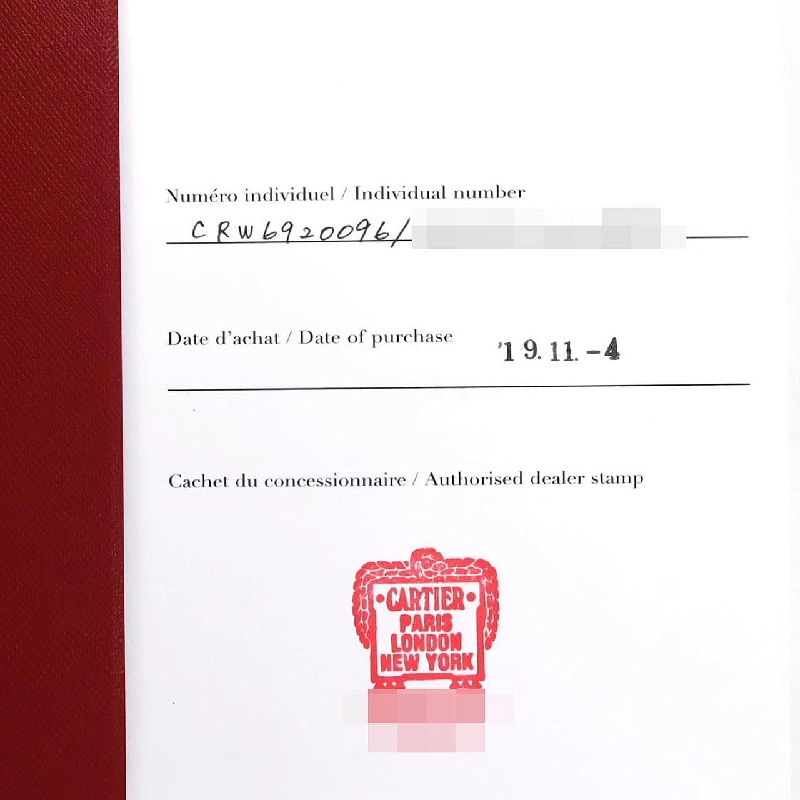 Numéro individuel / Individual number
CRW6920096/
Date d'achat / Date of purchase
'19.11.-4
Cachet du concessionnaire / Authorised dealer stamp
•CARTIER•
PARIS
LONDON
NEW YORK